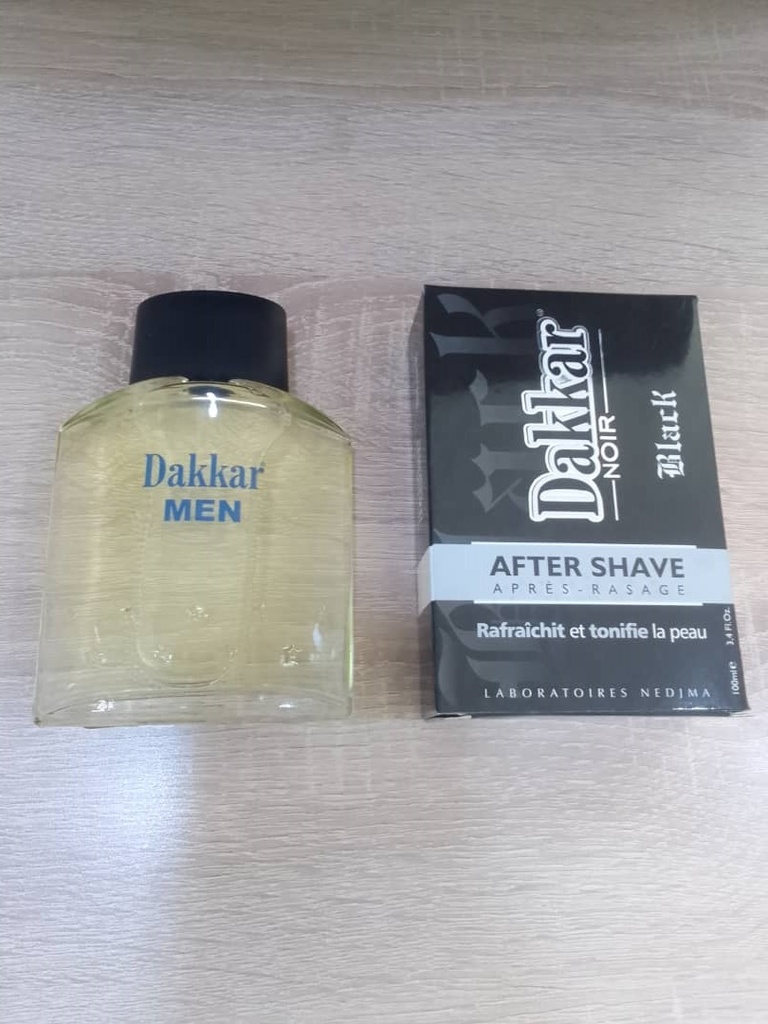 Dakkar
MEN
Dakkar®
NOIR
Black
AFTER SHAVE
APRÈS-RASAGE
Rafraîchit et tonifie la peau
100ml e 3.4 Fl.Oz.
LABORATOIRES NEDJMA